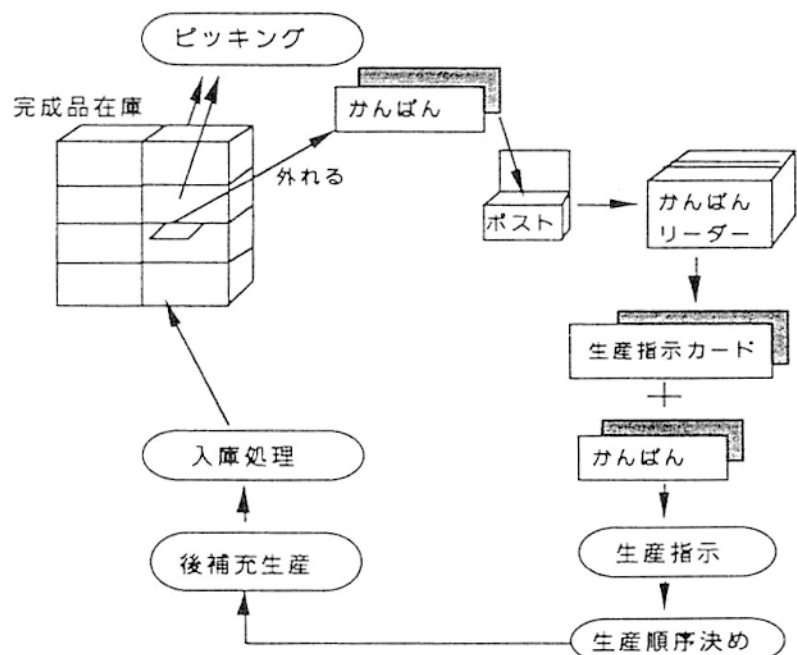 ピッキング
完成品在庫
かんばん
外れる
ポスト
かんばん
リーダー
生産指示カード
+
かんばん
生産指示
生産順序決め
後補充生産
入庫処理